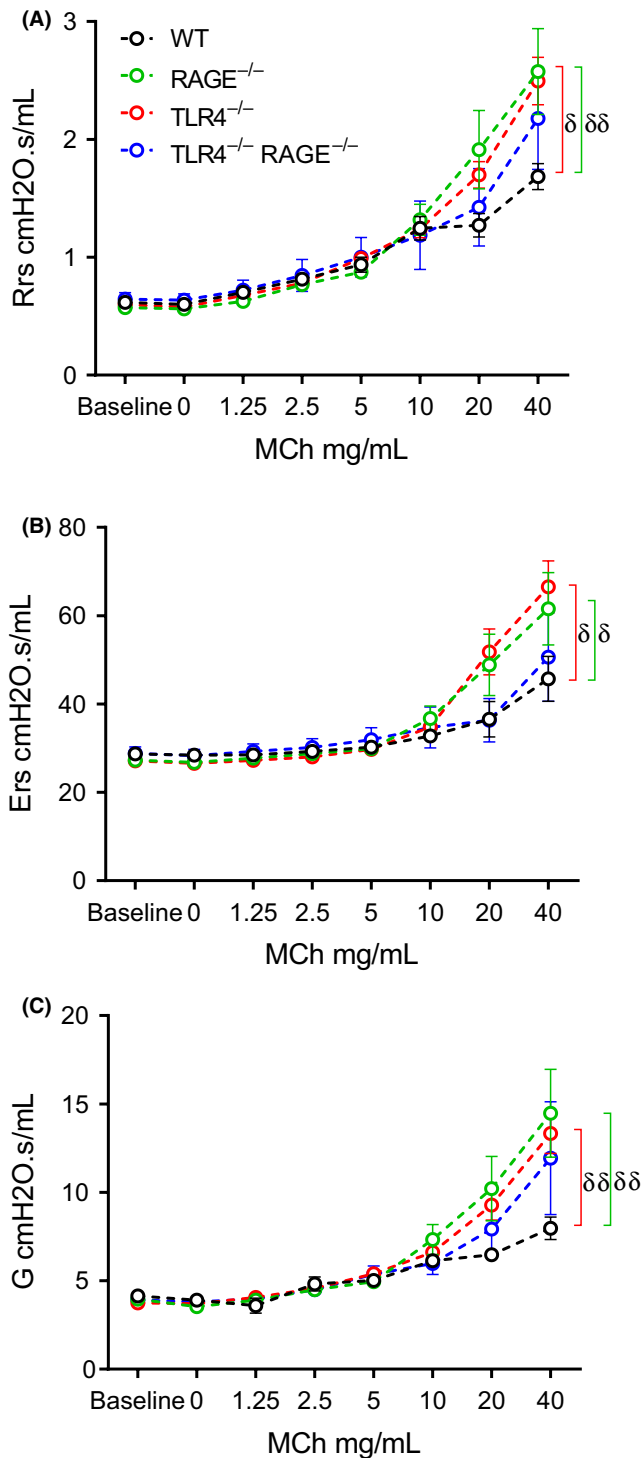 (A)
3
2
1
0
Rrs cmH2O.s/mL
WT
RAGE−/−
TLR4−/−
TLR4−/− RAGE−/−
δ δδ
Baseline 0 1.25 2.5 5 10 20 40
MCh mg/mL
(B)
80
60
40
20
0
Ers cmH2O.s/mL
δ δ
Baseline 0 1.25 2.5 5 10 20 40
MCh mg/mL
(C)
20
15
10
5
0
G cmH2O.s/mL
δδ δδ
Baseline 0 1.25 2.5 5 10 20 40
MCh mg/mL